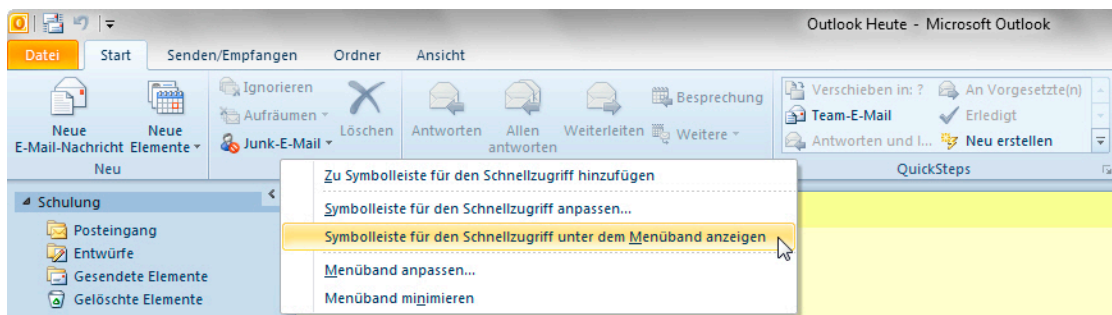 Outlook Heute - Microsoft Outlook
Datei Start Senden/Empfangen Ordner Ansicht
Neue E-Mail-Nachricht
Neue Elemente
Neu
Ignorieren
Aufräumen
Junk-E-Mail
Löschen
Antworten
Allen antworten
Weiterleiten
Besprechung
Weitere
Verschieben in: ?
Team-E-Mail
Antworten und l...
An Vorgesetzte(n)
Erledigt
Neu erstellen
QuickSteps
Zu Symbolleiste für den Schnellzugriff hinzufügen
Symbolleiste für den Schnellzugriff anpassen...
Symbolleiste für den Schnellzugriff unter dem Menüband anzeigen
Menüband anpassen...
Menüband minimieren
Schulung
Posteingang
Entwürfe
Gesendete Elemente
Gelöschte Elemente